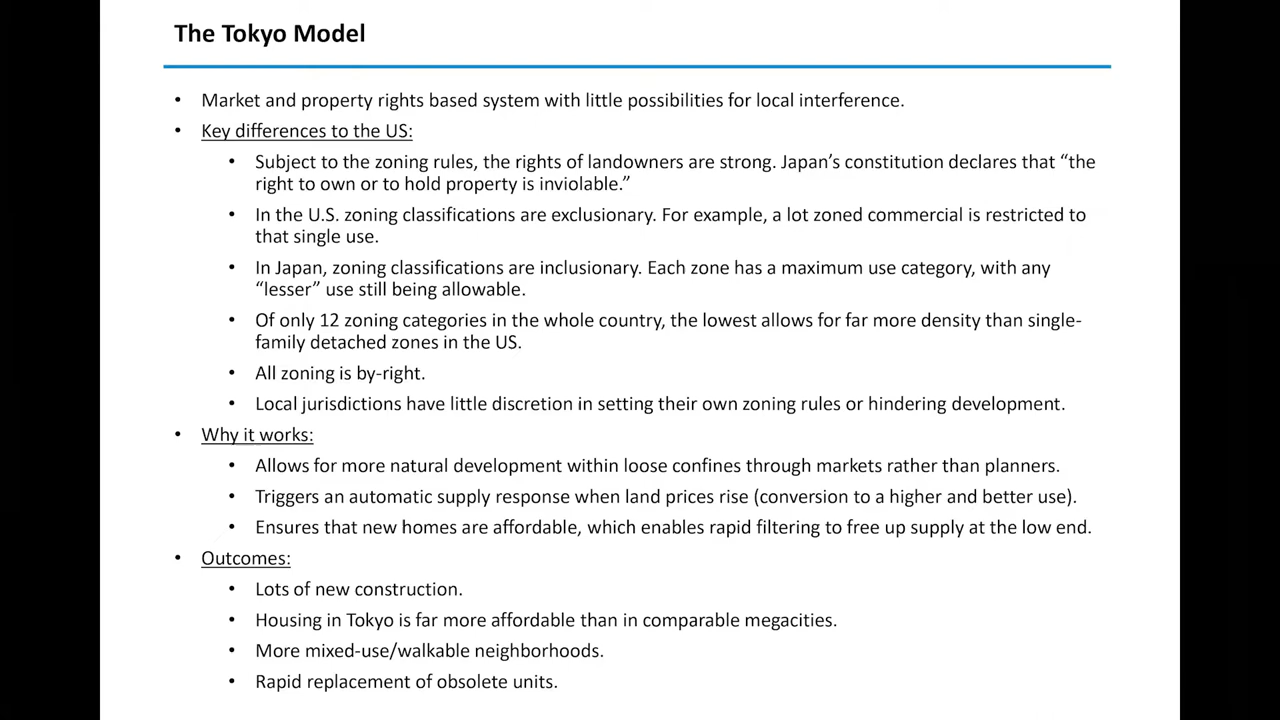 The Tokyo Model
• Market and property rights based system with little possibilities for local interference.
• Key differences to the US:
• Subject to the zoning rules, the rights of landowners are strong. Japan’s constitution declares that “the
right to own or to hold property is inviolable.”
• In the U.S. zoning classifications are exclusionary. For example, a lot zoned commercial is restricted to
that single use.
• In Japan, zoning classifications are inclusionary. Each zone has a maximum use category, with any
“lesser” use still being allowable.
• Of only 12 zoning categories in the whole country, the lowest allows for far more density than single-
family detached zones in the US.
• All zoning is by-right.
• Local jurisdictions have little discretion in setting their own zoning rules or hindering development.
• Why it works:
• Allows for more natural development within loose confines through markets rather than planners.
• Triggers an automatic supply response when land prices rise (conversion to a higher and better use).
• Ensures that new homes are affordable, which enables rapid filtering to free up supply at the low end.
• Outcomes:
• Lots of new construction.
• Housing in Tokyo is far more affordable than in comparable megacities.
• More mixed-use/walkable neighborhoods.
• Rapid replacement of obsolete units.